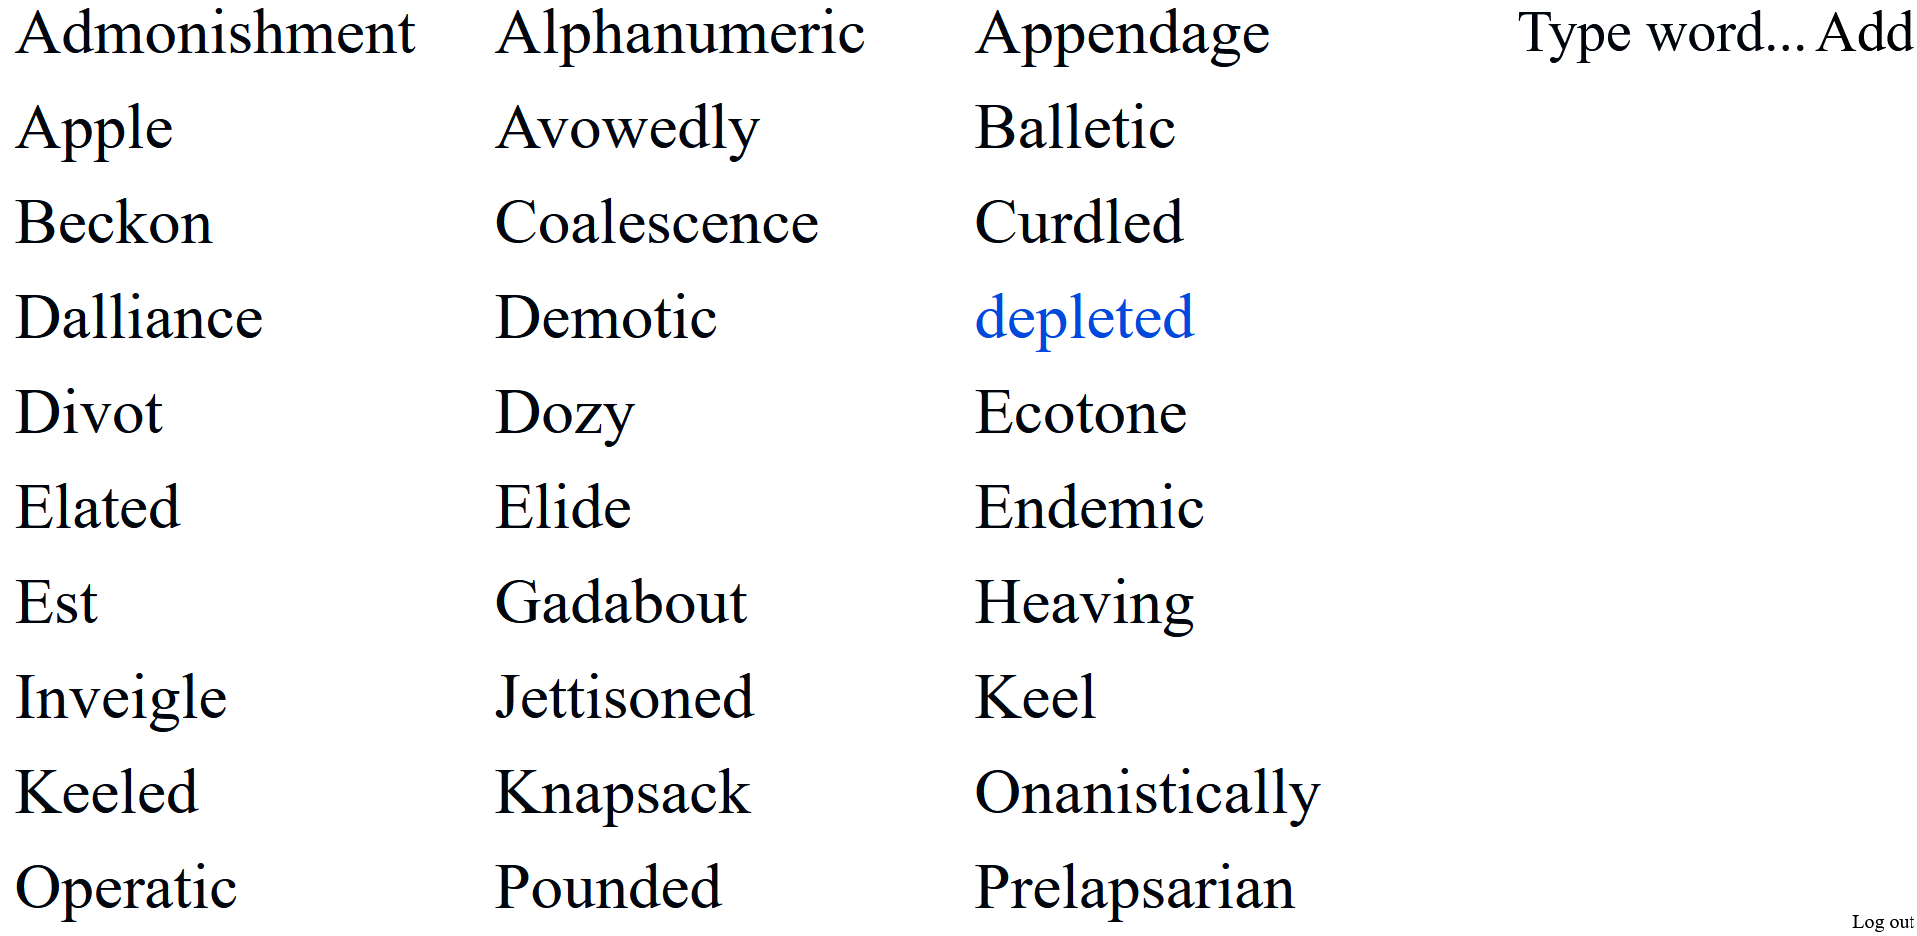 Admonishment Alphanumeric Appendage Type word... Add
Apple Avowedly Balletic
Beckon Coalescence Curdled
Dalliance Demotic depleted
Divot Dozy Ecotone
Elated Elide Endemic
Est Gadabout Heaving
Inveigle Jettisoned Keel
Keeled Knapsack Onanistically
Operatic Pounded Prelapsarian
Log out